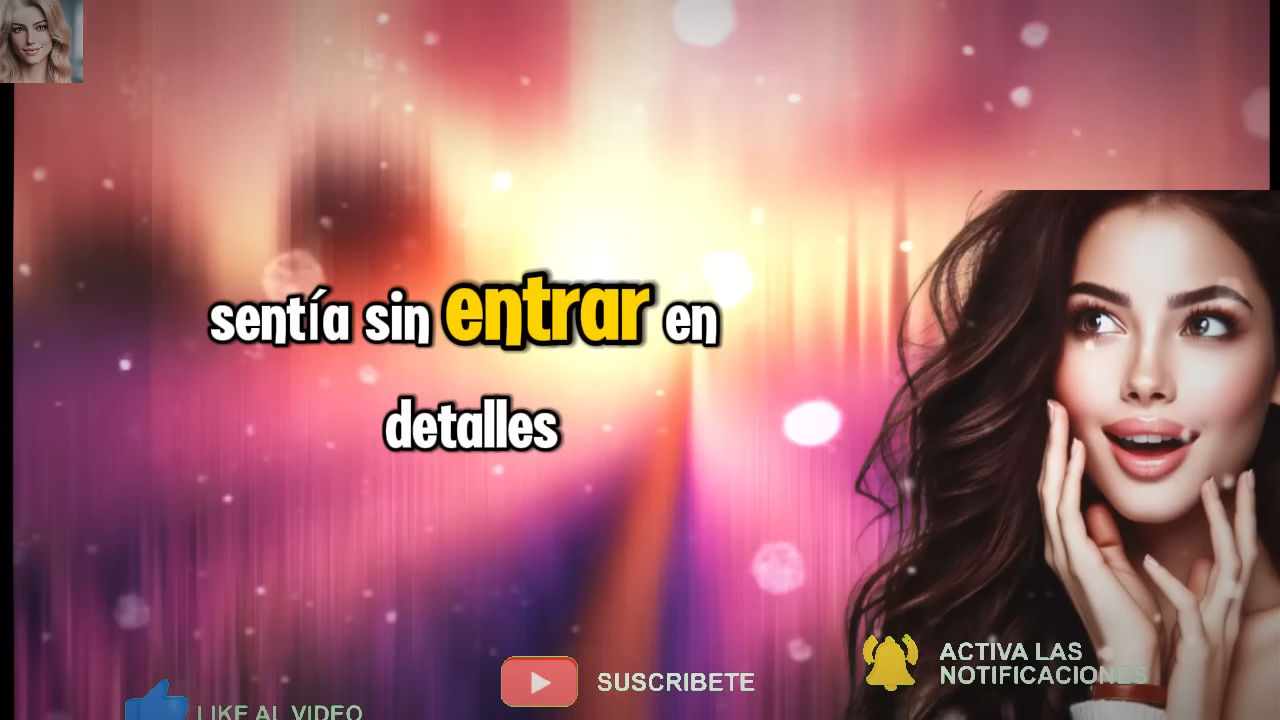 sentía sin entrar en
detalles
ACTIVA LAS
NOTIFICACIONES
SUSCRIBETE
LIKE AL VIDEO